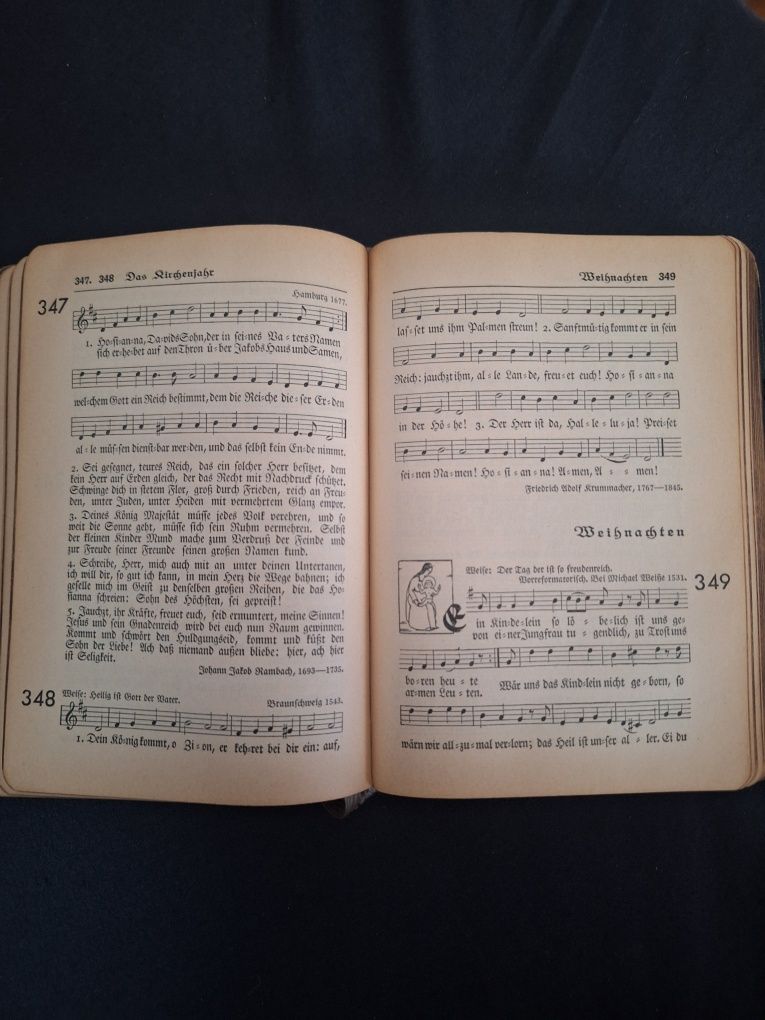 347. 348 Das Kirchenjahr
347
Hamburg 1677.
1. Ho-si-an-na, Davids Sohn, der in sei-nes Va-ters Namen
sich er-he-bet auf den Thron ü-ber Jakobs Haus und Samen,
wel-chem Gott ein Reich bestimmt, dem die Rei-che die-ser Er-den
al-le müs-sen dienstbar wer-den, und das selbst kein En-de nimmt.
2. Sei gesegnet, teures Reich, das ein solcher Herr besitzet, dem
kein Herr auf Erden gleich, der das Recht mit Nachdruck schützet.
Schwinge dich in stetem Flor, groß durch Frieden, reich an Freu-
den, unter Juden, unter Heiden mit vermehrtem Glanz empor.
3. Deines König Majestät müsse jedes Volk verehren, und so
weit die Sonne geht, müsse sich sein Ruhm vermehren. Selbst
der kleinen Kinder Mund mache zum Verdruß der Feinde und
zur Freude seiner Freunde seinen großen Namen kund.
4. Schreibe, Herr, mich auch mit an unter deinen Untertanen,
ich will dir, so gut ich kann, in mein Herz die Wege bahnen; ich
geselle mich im Geist zu denselben großen Reihen, die das Ho-
sianna schreien: Sohn des Höchsten, sei gepreist!
5. Jauchzt, ihr Kräfte, freuet euch, seid ermuntert, meine Sinnen!
Jesus und sein Gnadenreich wird bei euch nun Raum gewinnen.
Kommt und schwört den Huldgungseid, kommt und küßt den
Sohn der Liebe! Ach daß niemand außen bliebe: hier, ach hier
ist Seligkeit.
Johann Jakob Rambach, 1693—1735.
348
Weise: Heilig ist Gott der Vater.
Braunschweig 1543.
1. Dein Kö-nig kommt, o Zi-on, er keh-ret bei dir ein: auf,
Weihnachten 349
las-set uns ihm Pal-men streun! 2. Sanftmü-tig kommt er in sein
Reich: jauchzt ihm, al-le Lan-de, freu-et euch! Ho-si-an-na
in der Hö-he! 3. Der Herr ist da, Hal-le-lu-ja! Prei-set
sei-nen Na-men! Ho-si-an-na! A-men, A-men!
Friedrich Adolf Krummacher, 1767—1845.
Weihnachten
Weise: Der Tag der ist so freudenreich.
Vorreformatorisch. Bei Michael Weiße 1531.
349
Ein Kin-de-lein so lö-be-lich ist uns ge-
von ei-ner Jungfrau tu-gendlich, zu Trost uns
bo-ren heu-te
ar-men Leu-ten.
Wär uns das Kind-lein nicht ge-born, so
wärn wir all-zu-mal ver-lorn; das Heil ist un-ser al-ler. Ei du